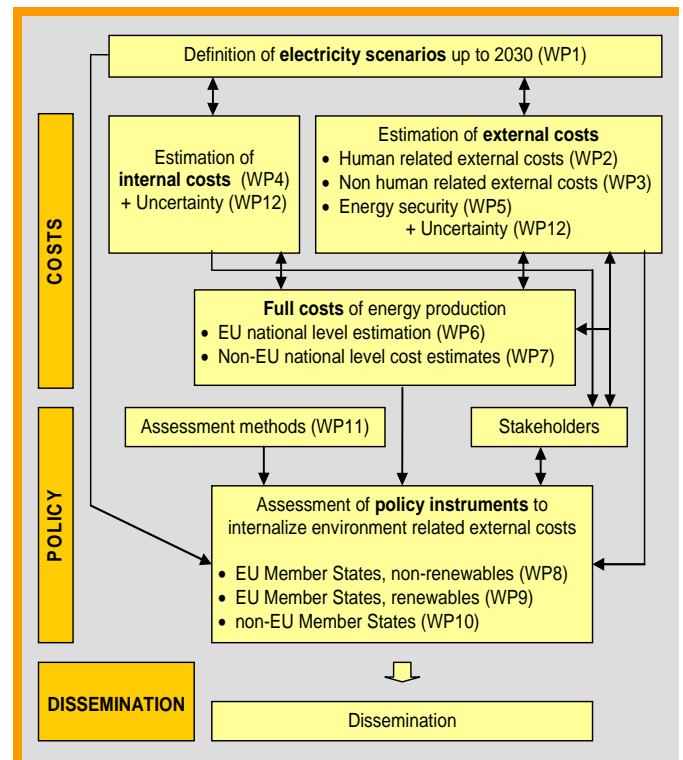 Definition of electricity scenarios up to 2030 (WP1)
COSTS
Estimation of
internal costs (WP4)
+ Uncertainty (WP12)
Estimation of external costs
• Human related external costs (WP2)
• Non human related external costs (WP3)
• Energy security (WP5)
+ Uncertainty (WP12)
Full costs of energy production
• EU national level estimation (WP6)
• Non-EU national level cost estimates (WP7)
POLICY
Assessment methods (WP11)
Stakeholders
Assessment of policy instruments to
internalize environment related external costs
• EU Member States, non-renewables (WP8)
• EU Member States, renewables (WP9)
• non-EU Member States (WP10)
DISSEMINATION
Dissemination